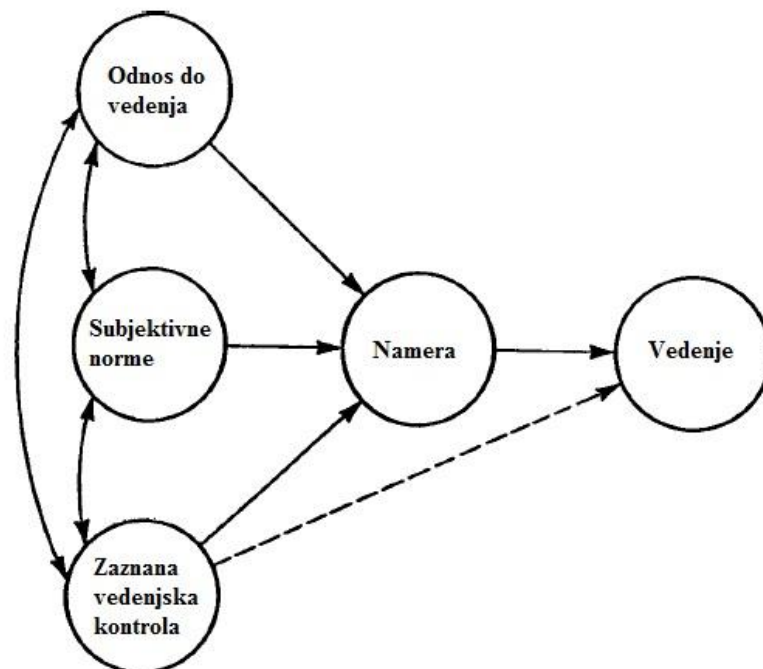 Odnos do
vedenja
Subjektivne
norme
Namera
Vedenje
Zaznana
vedenjska
kontrola